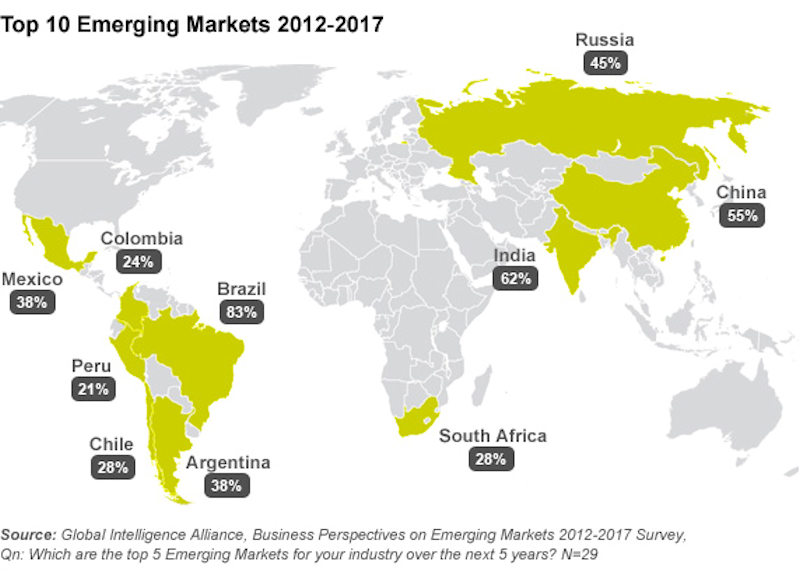 Top 10 Emerging Markets 2012-2017
Russia
45%
China
55%
Colombia
24%
India
62%
Mexico
38%
Brazil
83%
Peru
21%
Chile
28%
Argentina
38%
South Africa
28%
Source: Global Intelligence Alliance, Business Perspectives on Emerging Markets 2012-2017 Survey,
Qn: Which are the top 5 Emerging Markets for your industry over the next 5 years? N=29